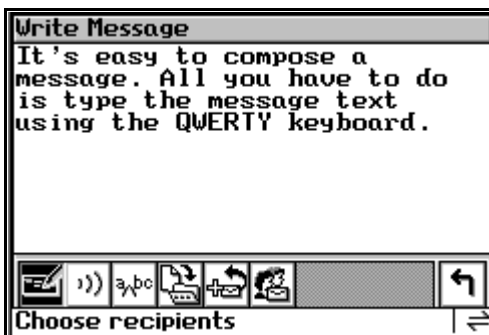 Write Message
It's easy to compose a
message. All you have to do
is type the message text
using the QWERTY keyboard.
abc
Choose recipients